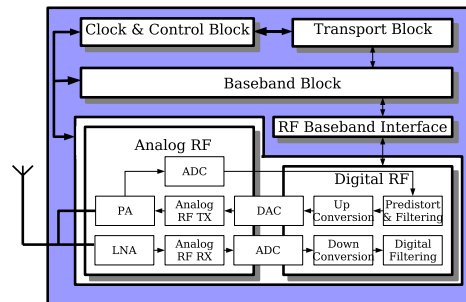 Clock & Control Block
Transport Block
Baseband Block
RF Baseband Interface
Analog RF
ADC
Digital RF
PA
Analog
RF TX
DAC
Up
Conversion
Predistort
& Filtering
LNA
Analog
RF RX
ADC
Down
Conversion
Digital
Filtering